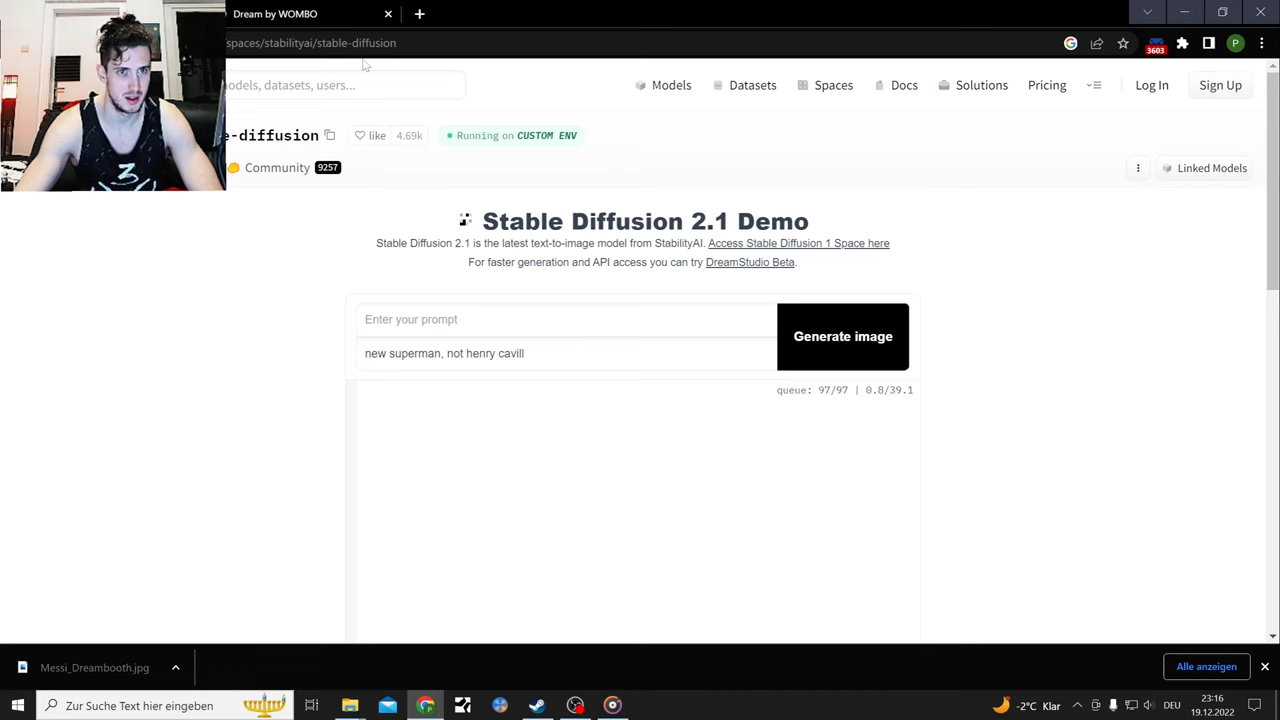 Dream by WOMBO
spaces/stabilityai/stable-diffusion
3603
P
odels, datasets, users...
Models
Datasets
Spaces
Docs
Solutions
Pricing
Log In
Sign Up
e-diffusion
like
4.69k
Running on CUSTOM ENV
Community
9257
Linked Models
Stable Diffusion 2.1 Demo
Stable Diffusion 2.1 is the latest text-to-image model from StabilityAI. Access Stable Diffusion 1 Space here
For faster generation and API access you can try DreamStudio Beta.
Enter your prompt
new superman, not henry cavill
Generate image
queue: 97/97 | 0.8/39.1
3
Messi_Dreambooth.jpg
Alle anzeigen
Zur Suche Text hier eingeben
-2°C Klar
DEU
23:16
19.12.2022